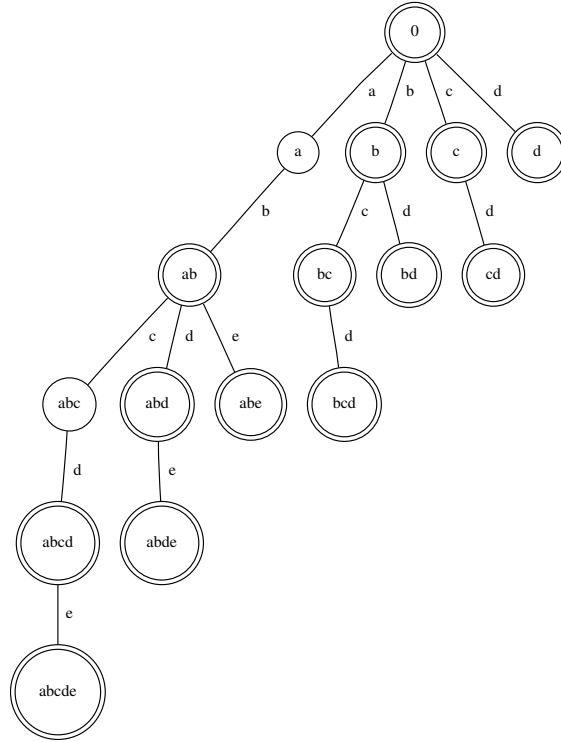 0
a b c d
a b c d
b c d d
ab bc bd cd
c d e d
abc abd abe bcd
d e
abcd abde
e
abcde